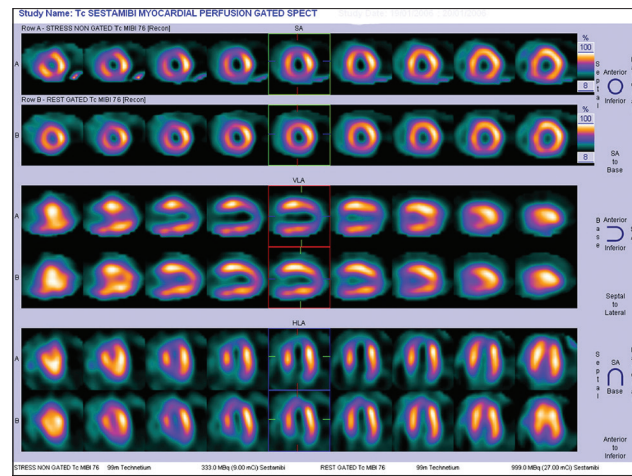 Study Name: Tc SESTAMIBI MYOCARDIAL PERFUSION GATED SPECT
Row A - STRESS NON GATED Tc MIBI 76 [Recon]
SA
%
100
A
8
Septal
Anterior
Inferior
Row B - REST GATED Tc MIBI 76 [Recon]
%
100
B
8
SA
to
Base
VLA
A
Base
Anterior
Inferior
B
Septal
to
Lateral
HLA
A
Septal
SA
Base
B
Anterior
to
Inferior
STRESS NON GATED Tc MIBI 76 99m Technetium 333.0 MBq (9.00 mCi) Sestamibi REST GATED Tc MIBI 76 99m Technetium 999.0 MBq (27.00 mCi) Sestamibi